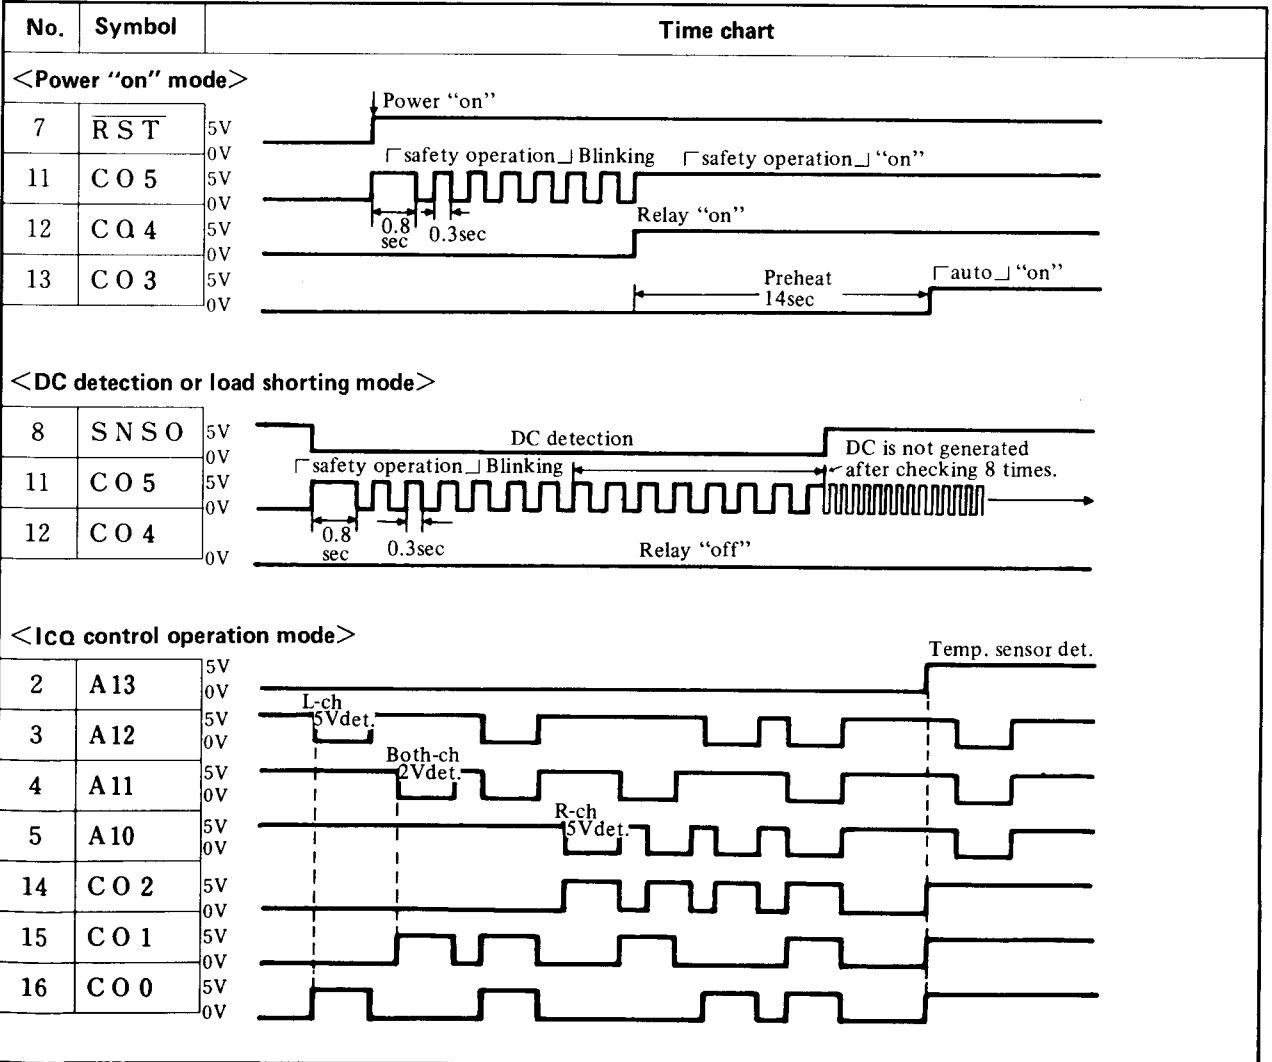 No. Symbol Time chart
<Power “on” mode>
Power “on”
7 RST 5V
0V
「safety operation」 Blinking 「safety operation」 “on”
11 CO5 5V
0V
Relay “on”
12 CO4 5V
0.8 sec 0.3sec
0V
「auto」 “on”
13 CO3 5V
Preheat
14sec
0V
<DC detection or load shorting mode>
8 SNSO 5V
DC detection
0V
DC is not generated
after checking 8 times.
「safety operation」 Blinking
11 CO5 5V
0V
12 CO4
0.8 sec 0.3sec
Relay “off”
0V
<ICQ control operation mode>
Temp. sensor det.
2 A13 5V
0V
L-ch
5Vdet.
3 A12 5V
0V
Both-ch
2Vdet.
4 A11 5V
0V
R-ch
5Vdet.
5 A10 5V
0V
14 CO2 5V
0V
15 CO1 5V
0V
16 CO0 5V
0V